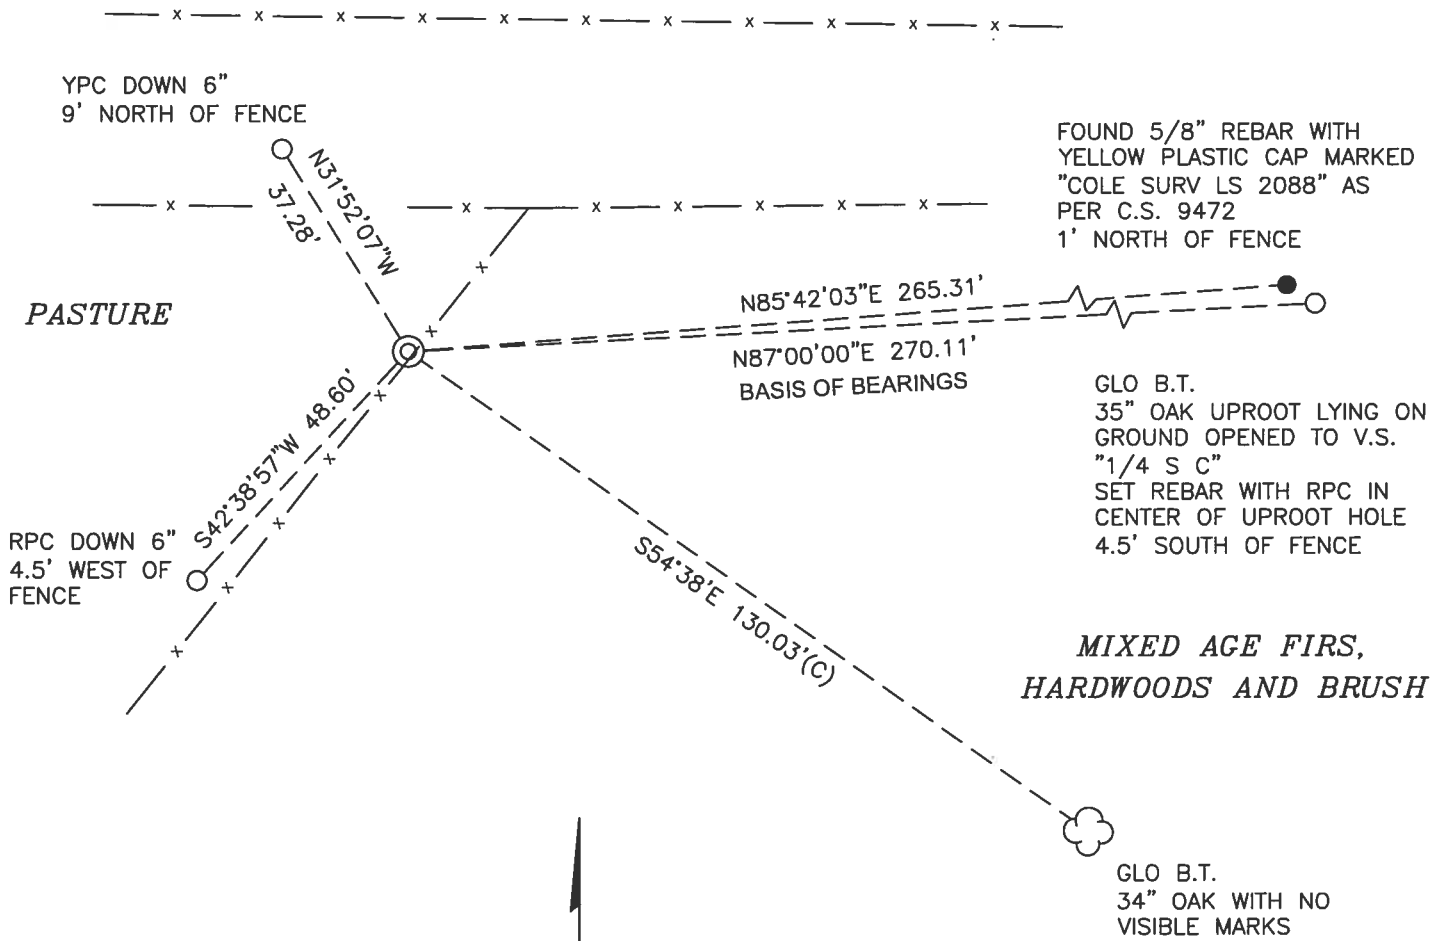 YPC DOWN 6"
9' NORTH OF FENCE
FOUND 5/8" REBAR WITH
YELLOW PLASTIC CAP MARKED
"COLE SURV LS 2088" AS
PER C.S. 9472
1' NORTH OF FENCE
N31°52'07"W
37.28'
PASTURE
N85°42'03"E 265.31'
N87°00'00"E 270.11'
BASIS OF BEARINGS
GLO B.T.
35" OAK UPROOT LYING ON
GROUND OPENED TO V.S.
"1/4 S C"
SET REBAR WITH RPC IN
CENTER OF UPROOT HOLE
4.5' SOUTH OF FENCE
S42°38'57"W 48.60'
RPC DOWN 6"
4.5' WEST OF
FENCE
S54°38'E 130.03'(C)
MIXED AGE FIRS,
HARDWOODS AND BRUSH
GLO B.T.
34" OAK WITH NO
VISIBLE MARKS